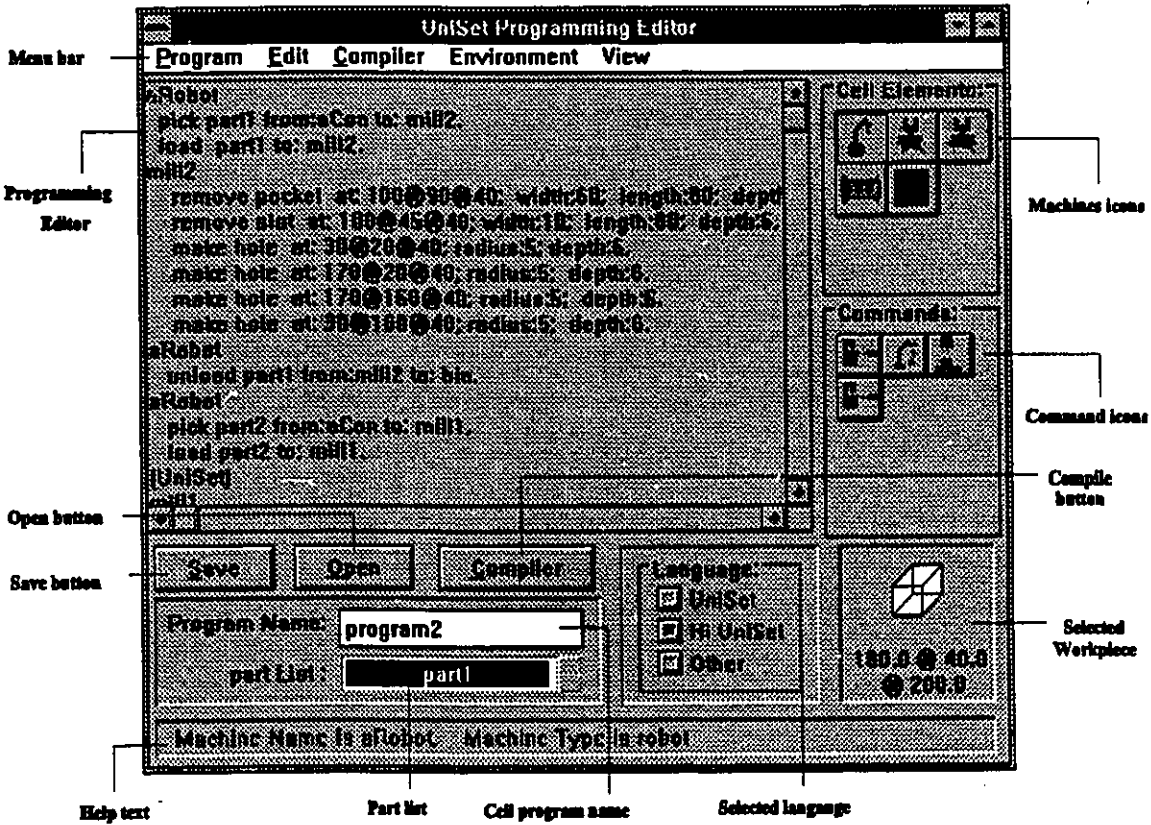 UniSet Programming Editor
Menu bar
Program Edit Compiler Environment View
aRobot
pick part1 from:aCon to: mill2.
load part1 to: mill2.
mill2
remove pocket at: 100@90@40; width:60; length:80; depth
remove slot at: 100@45@40; width:10; length:80; depth:6.
make hole at: 30@20@40; radius:5; depth:6.
make hole at: 170@20@40; radius:5; depth:6.
make hole at: 170@160@40; radius:5; depth:6.
make hole at: 30@160@40; radius:5; depth:6.
aRobot
unload part1 from:mill2 to: bin.
aRobot
pick part2 from:aCon to: mill1.
load part2 to: mill1.
{UniSet}
mill1
Programming
Editor
Cell Elements:
Machines icons
Commands:
Command icons
Compile
button
Open button
Save button
Save Open Compiler
Program Name: program2
part List : part1
Language:
UniSet
Hi UniSet
Other
180.0 @ 40.0
@ 200.0
Selected
Workpiece
Machine Name is aRobot. Machine Type is robot
Help text
Part list
Cell program name
Selected langauge